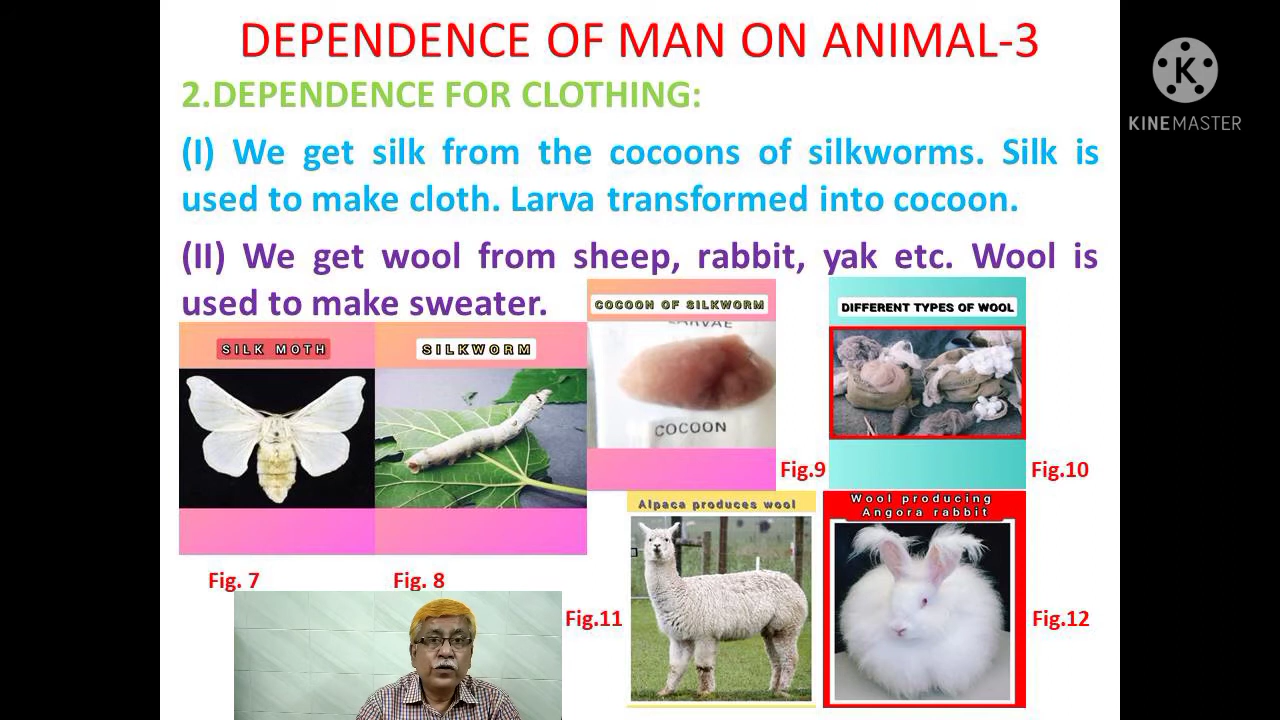 DEPENDENCE OF MAN ON ANIMAL-3
K
KINEMASTER
2.DEPENDENCE FOR CLOTHING:
(I) We get silk from the cocoons of silkworms. Silk is
used to make cloth. Larva transformed into cocoon.
(II) We get wool from sheep, rabbit, yak etc. Wool is
used to make sweater.
SILK MOTH
SILKWORM
COCOON OF SILKWORM
LARVAE
COCOON
DIFFERENT TYPES OF WOOL
Fig.9
Fig.10
Alpaca produces wool
Wool producing
Angora rabbit
Fig. 7
Fig. 8
Fig.11
Fig.12